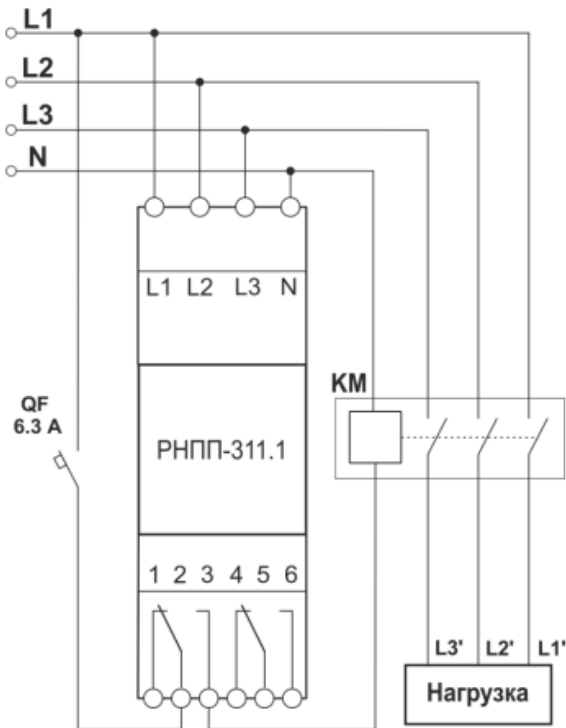 L1
L2
L3
N
L1 L2 L3 N
KM
QF
6.3 A
РНПП-311.1
1 2 3 4 5 6
L3' L2' L1'
Нагрузка